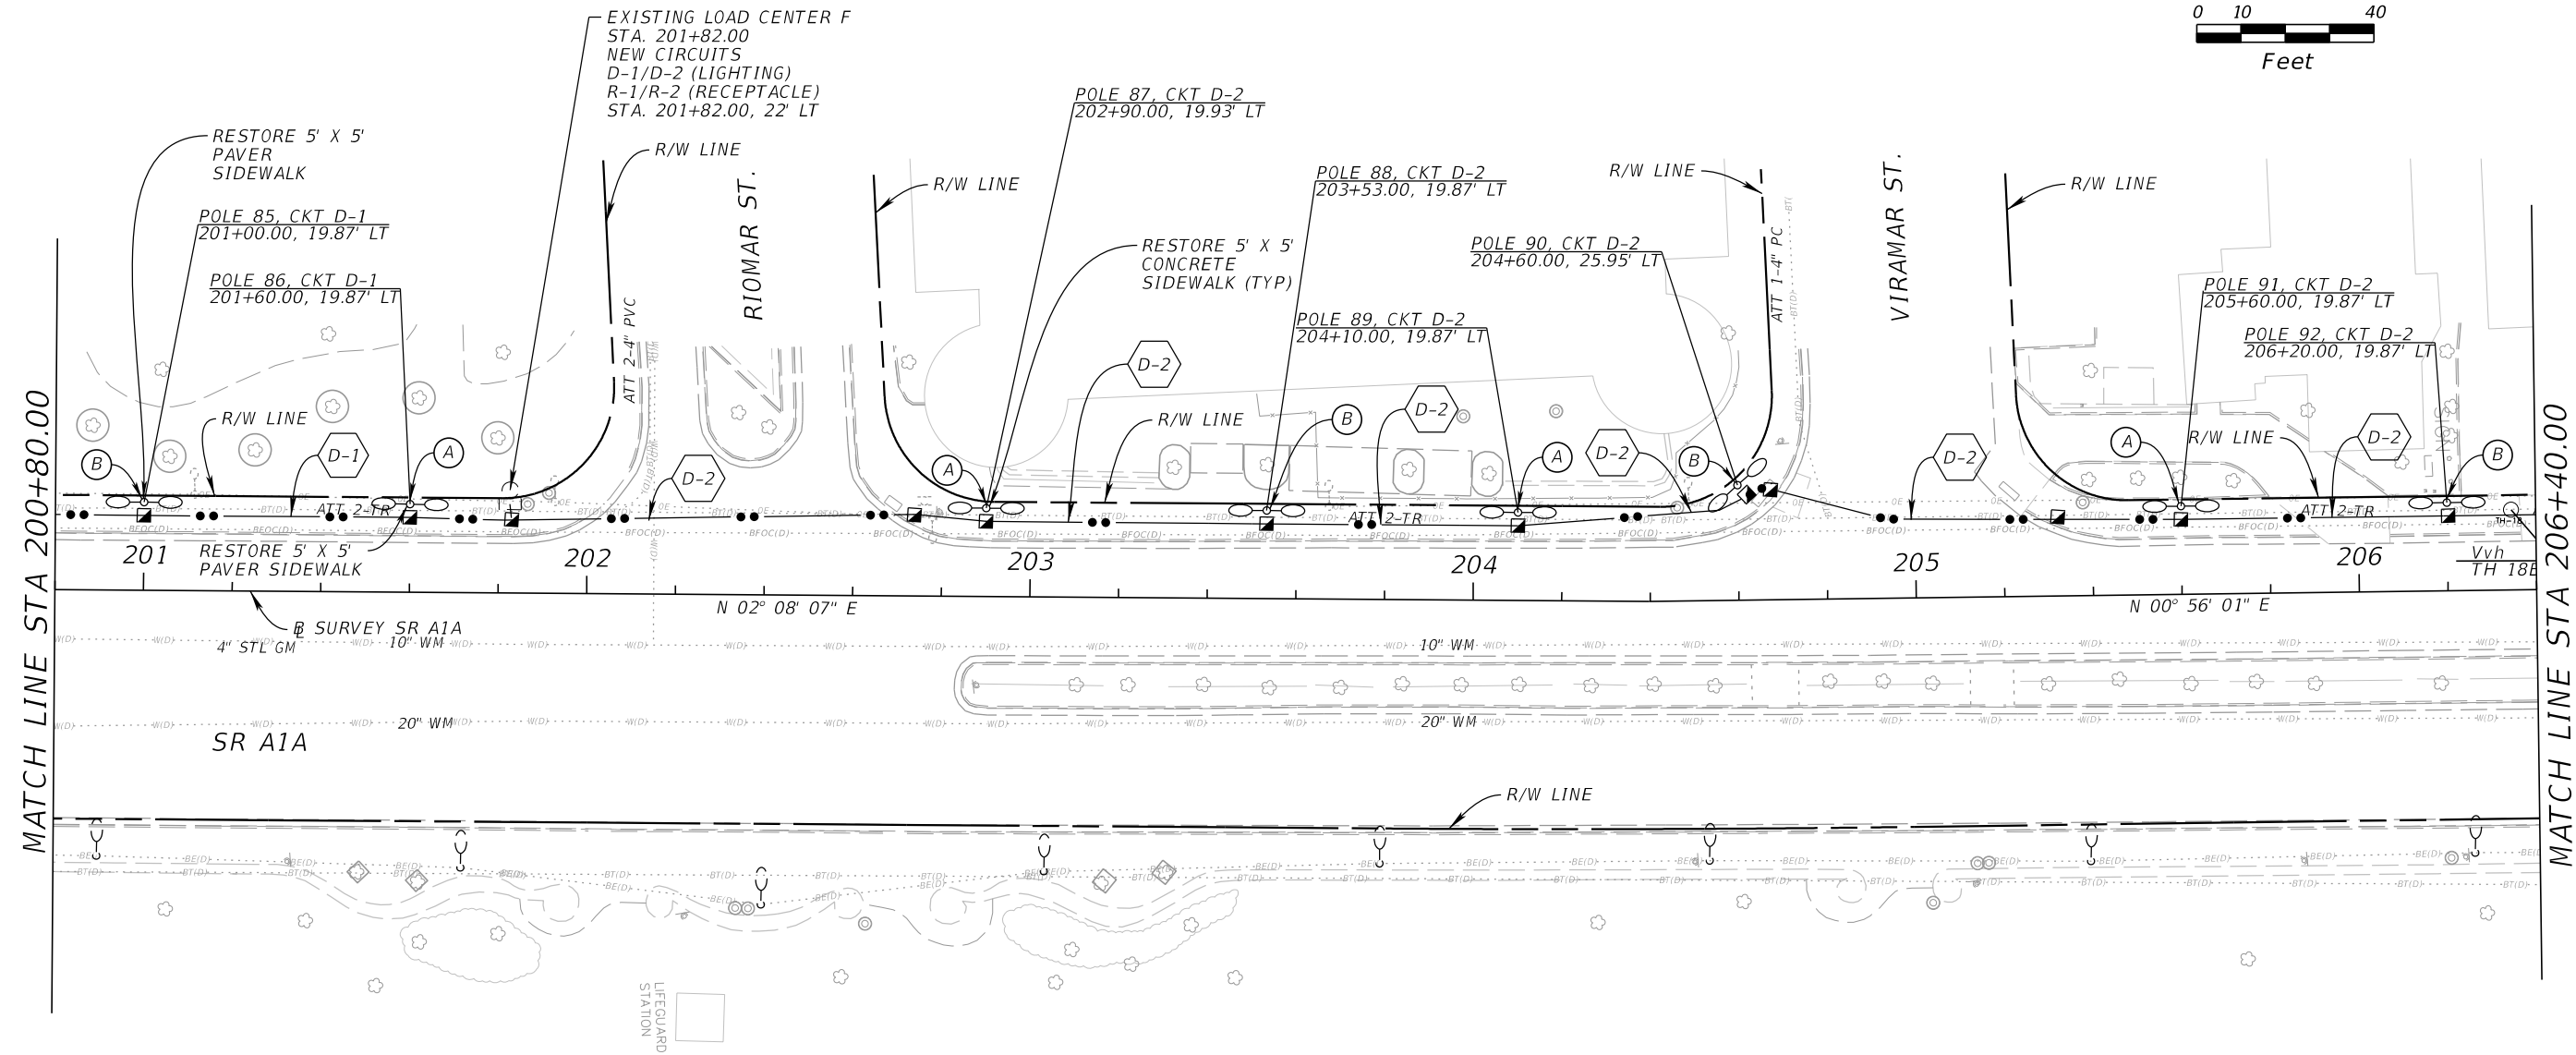 0 10 40
Feet
EXISTING LOAD CENTER F
STA. 201+82.00
NEW CIRCUITS
D-1/D-2 (LIGHTING)
R-1/R-2 (RECEPTACLE)
STA. 201+82.00, 22' LT
RESTORE 5' X 5'
PAVER
SIDEWALK
R/W LINE
RIOMAR ST.
R/W LINE
POLE 87, CKT D-2
202+90.00, 19.93' LT
POLE 88, CKT D-2
203+53.00, 19.87' LT
R/W LINE
VIRAMAR ST.
R/W LINE
POLE 85, CKT D-1
201+00.00, 19.87' LT
POLE 86, CKT D-1
201+60.00, 19.87' LT
ATT 2-4" PVC
RESTORE 5' X 5'
CONCRETE
SIDEWALK (TYP)
POLE 90, CKT D-2
204+60.00, 25.95' LT
ATT 1-4" PC
POLE 89, CKT D-2
204+10.00, 19.87' LT
POLE 91, CKT D-2
205+60.00, 19.87' LT
POLE 92, CKT D-2
206+20.00, 19.87' LT
MATCH LINE STA 200+80.00
MATCH LINE STA 206+40.00
R/W LINE
B
D-1
A
D-2
A
D-2
R/W LINE
B
D-2
A
D-2
B
D-2
A
R/W LINE
D-2
B
ATT 2-TR
ATT 2-TR
ATT 2-TR
TH-18
RESTORE 5' X 5'
PAVER SIDEWALK
201
202
203
204
205
206
Vvh
TH 18B
N 02° 08' 07" E
N 00° 56' 01" E
BL SURVEY SR A1A
4" STL GM
10" WM
10" WM
20" WM
20" WM
SR A1A
R/W LINE
LIFEGUARD
STATION